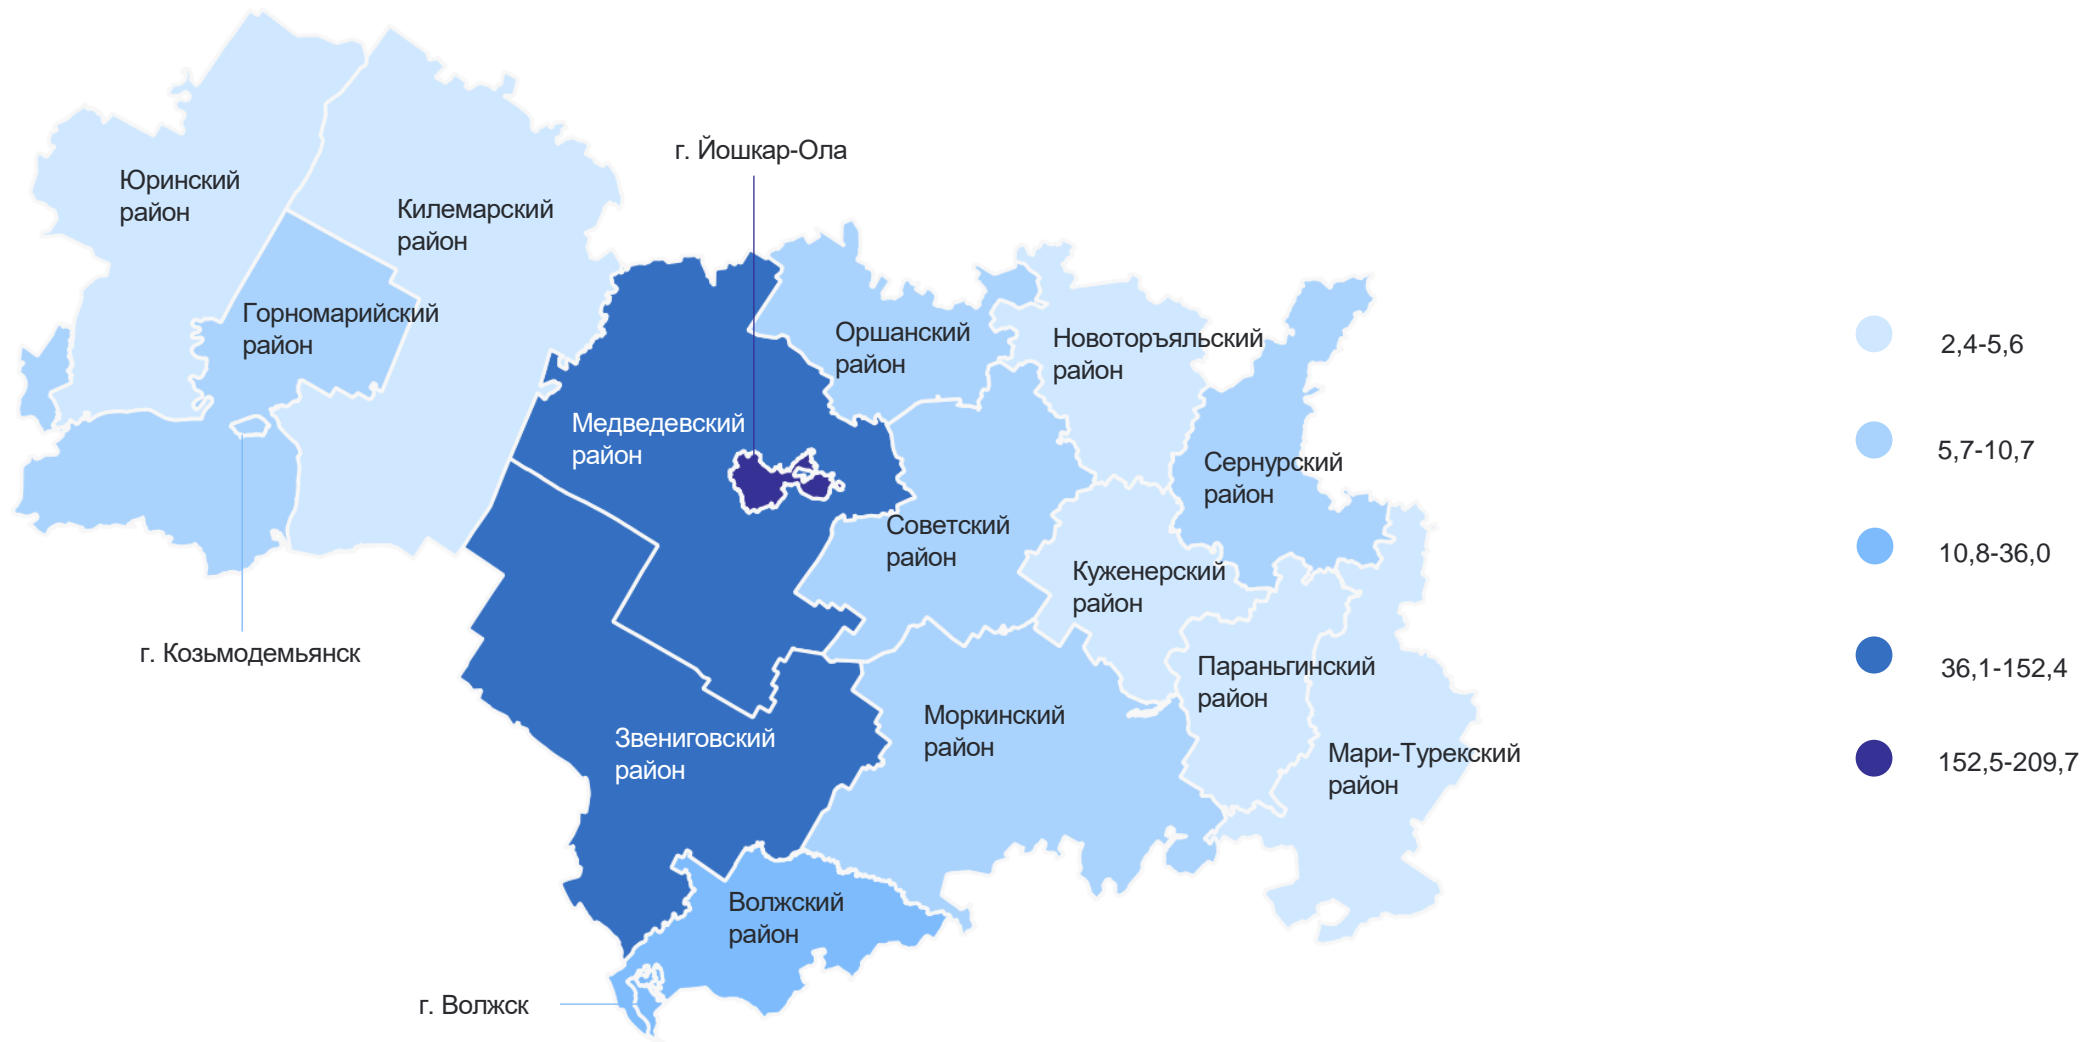 г. Йошкар-Ола
Юринский
район
Килемарский
район
Горномарийский
район
Оршанский
район
Новоторъяльский
район
Медведевский
район
Сернурский
район
Советский
район
Куженерский
район
г. Козьмодемьянск
Параньгинский
район
Моркинский
район
Звениговский
район
Мари-Турекский
район
Волжский
район
г. Волжск
2,4-5,6
5,7-10,7
10,8-36,0
36,1-152,4
152,5-209,7